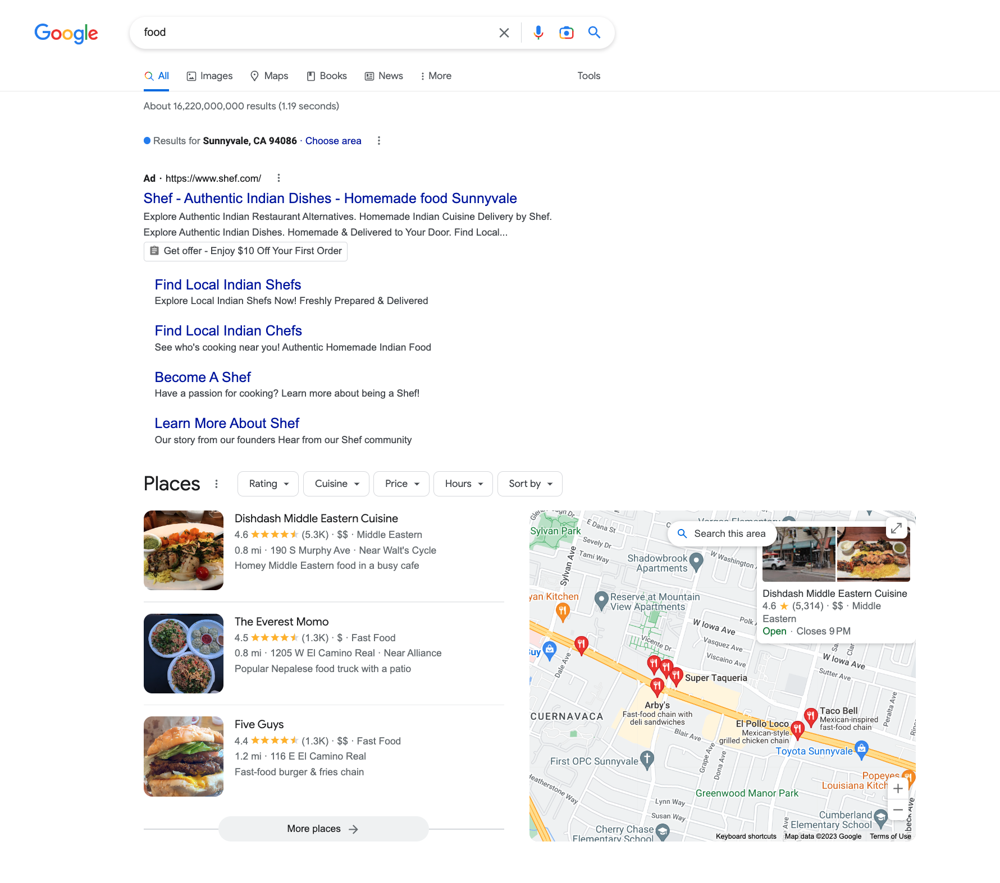 Google
food
All
Images
Maps
Books
News
More
Tools
About 16,220,000,000 results (1.19 seconds)
Results for Sunnyvale, CA 94086 · Choose area
Ad · https://www.shef.com/
Shef - Authentic Indian Dishes - Homemade food Sunnyvale
Explore Authentic Indian Restaurant Alternatives. Homemade Indian Cuisine Delivery by Shef.
Explore Authentic Indian Dishes. Homemade & Delivered to Your Door. Find Local...
Get offer - Enjoy $10 Off Your First Order
Find Local Indian Shefs
Explore Local Indian Shefs Now! Freshly Prepared & Delivered
Find Local Indian Chefs
See who's cooking near you! Authentic Homemade Indian Food
Become A Shef
Have a passion for cooking? Learn more about being a Shef!
Learn More About Shef
Our story from our founders Hear from our Shef community
Places
Rating
Cuisine
Price
Hours
Sort by
Dishdash Middle Eastern Cuisine
4.6 (5.3K) · $$ · Middle Eastern
0.8 mi · 190 S Murphy Ave · Near Walt's Cycle
Homey Middle Eastern food in a busy cafe
The Everest Momo
4.5 (1.3K) · $ · Fast Food
0.8 mi · 1205 W El Camino Real · Near Alliance
Popular Nepalese food truck with a patio
Five Guys
4.4 (1.3K) · $$ · Fast Food
1.2 mi · 116 E El Camino Real
Fast-food burger & fries chain
More places
Sylvan Park
E Dana St
Sevely Dr
Tami Way
Sylvan Ave
Search this area
Shadowbrook
Apartments
W Washington
Dishdash Middle Eastern Cuisine
4.6 (5,314) · $$ · Middle
Eastern
Open · Closes 9 PM
yan Kitchen
Reserve at Mountain
View Apartments
W Iowa Ave
Polk
Vasquez Ave
Viscaino Ave
Vicente Dr
Buy
Dale Ave
W Iowa Ave
Sutter Ave
Peralta Ave
Super Taqueria
Arby's
Fast-food chain with
deli sandwiches
CUERNAVACA
Blair Ave
El Pollo Loco
Mexican-style
grilled chicken chain
Taco Bell
Mexican-inspired
fast-food chain
Toyota Sunnyvale
First OPC Sunnyvale
Grape Ave
Dona Ave
Popeyes
Louisiana Kitch
Heatherstone Way
Greenwood Manor Park
Lynn Way
Susan Way
Cherry Chase
Elementary School
Cumberland
Elementary School
Keyboard shortcuts
Map data ©2023 Google
Terms of Use